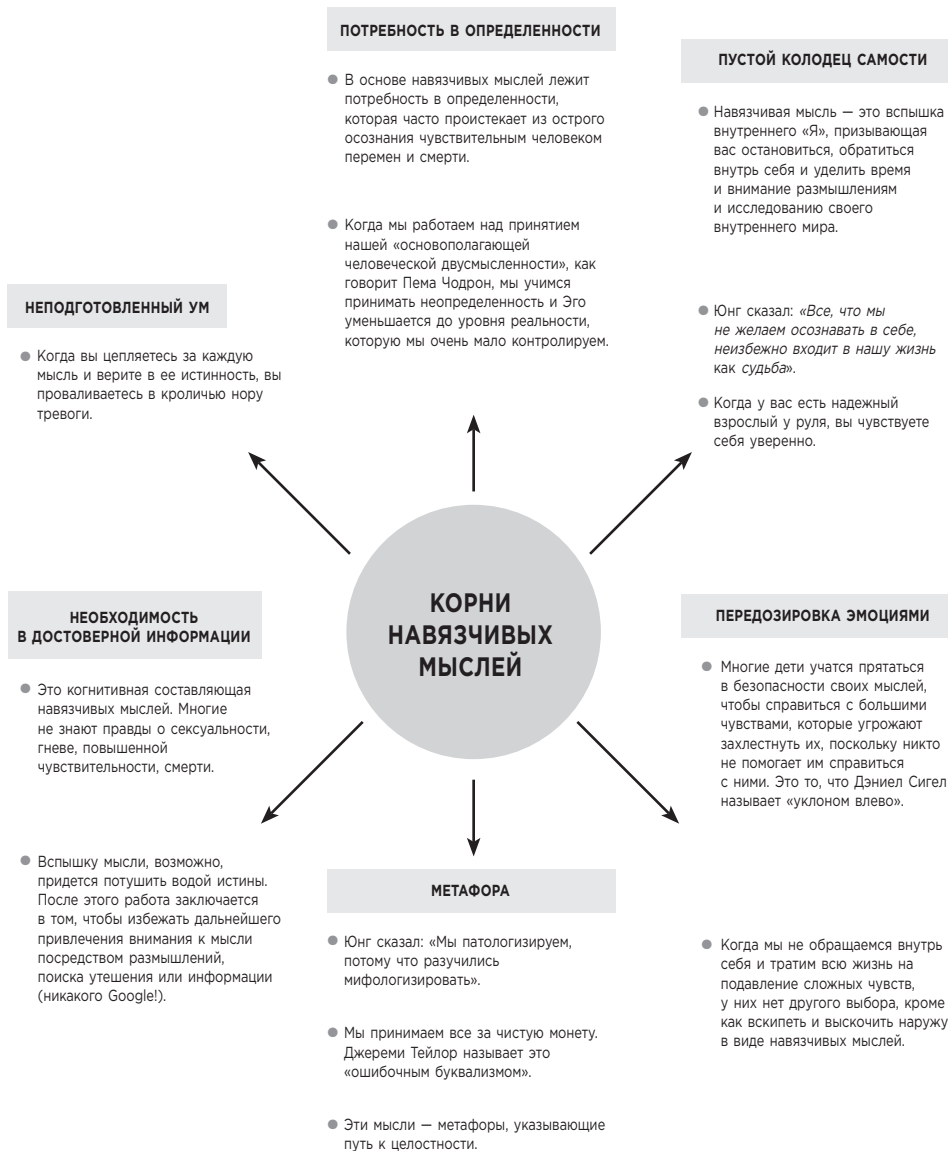 ПОТРЕБНОСТЬ В ОПРЕДЕЛЕННОСТИ
● В основе навязчивых мыслей лежит
потребность в определенности,
которая часто проистекает из острого
осознания чувствительным человеком
перемен и смерти.
● Когда мы работаем над принятием
нашей «основополагающей
человеческой двусмысленности», как
говорит Пема Чодрон, мы учимся
принимать неопределенность и Эго
уменьшается до уровня реальности,
которую мы очень мало контролируем.
ПУСТОЙ КОЛОДЕЦ САМОСТИ
● Навязчивая мысль — это вспышка
внутреннего «Я», призывающая
вас остановиться, обратиться
внутрь себя и уделить время
и внимание размышлениям
и исследованию своего
внутреннего мира.
● Юнг сказал: «Все, что мы
не желаем осознавать в себе,
неизбежно входит в нашу жизнь
как судьба».
● Когда у вас есть надежный
взрослый у руля, вы чувствуете
себя уверенно.
НЕПОДГОТОВЛЕННЫЙ УМ
● Когда вы цепляетесь за каждую
мысль и верите в ее истинность, вы
проваливаетесь в кроличью нору
тревоги.
КОРНИ
НАВЯЗЧИВЫХ
МЫСЛЕЙ
НЕОБХОДИМОСТЬ
В ДОСТОВЕРНОЙ ИНФОРМАЦИИ
● Это когнитивная составляющая
навязчивых мыслей. Многие
не знают правды о сексуальности,
гневе, повышенной
чувствительности, смерти.
● Вспышку мысли, возможно,
придется потушить водой истины.
После этого работа заключается
в том, чтобы избежать дальнейшего
привлечения внимания к мысли
посредством размышлений,
поиска утешения или информации
(никакого Google!).
ПЕРЕДОЗИРОВКА ЭМОЦИЯМИ
● Многие дети учатся прятаться
в безопасности своих мыслей,
чтобы справиться с большими
чувствами, которые угрожают
захлестнуть их, поскольку никто
не помогает им справиться
с ними. Это то, что Дэниел Сигел
называет «уклоном влево».
● Когда мы не обращаемся внутрь
себя и тратим всю жизнь на
подавление сложных чувств,
у них нет другого выбора, кроме
как вскипеть и выскочить наружу
в виде навязчивых мыслей.
МЕТАФОРА
● Юнг сказал: «Мы патологизируем,
потому что разучились
мифологизировать».
● Мы принимаем все за чистую монету.
Джереми Тейлор называет это
«ошибочным буквализмом».
● Эти мысли — метафоры, указывающие
путь к целостности.